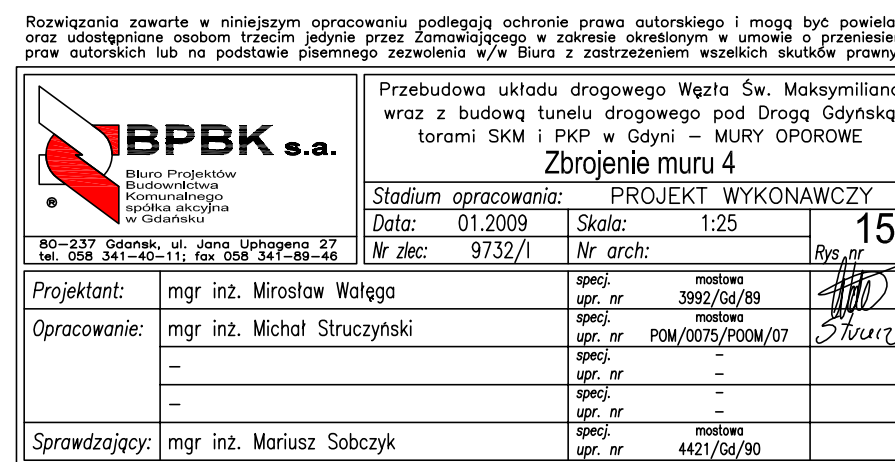 Rozwiązania zawarte w niniejszym opracowaniu podlegają ochronie prawa autorskiego i mogą być powiela
oraz udostępniane osobom trzecim jedynie przez Zamawiającego w zakresie określonym w umowie o przeniesie
praw autorskich lub na podstawie pisemnego zezwolenia w/w Biura z zastrzeżeniem wszelkich skutków prawny
BPBK s.a.
Biuro Projektów
Budownictwa
Komunalnego
spółka akcyjna
w Gdańsku
®
80-237 Gdańsk, ul. Jana Uphagena 27
tel. 058 341-40-11; fax 058 341-89-46
Przebudowa układu drogowego Węzła Św. Maksymiliana
wraz z budową tunelu drogowego pod Drogą Gdyńską
torami SKM i PKP w Gdyni – MURY OPOROWE
Zbrojenie muru 4
Stadium opracowania: PROJEKT WYKONAWCZY
Data: 01.2009 Skala: 1:25 15
Nr zlec: 9732/I Nr arch: Rys nr
Projektant: mgr inż. Mirosław Wałęga specj. mostowa
upr. nr 3992/Gd/89
Opracowanie: mgr inż. Michał Struczyński specj. mostowa
upr. nr POM/0075/POOM/07
– specj. –
upr. nr –
– specj. –
upr. nr –
Sprawdzający: mgr inż. Mariusz Sobczyk specj. mostowa
upr. nr 4421/Gd/90